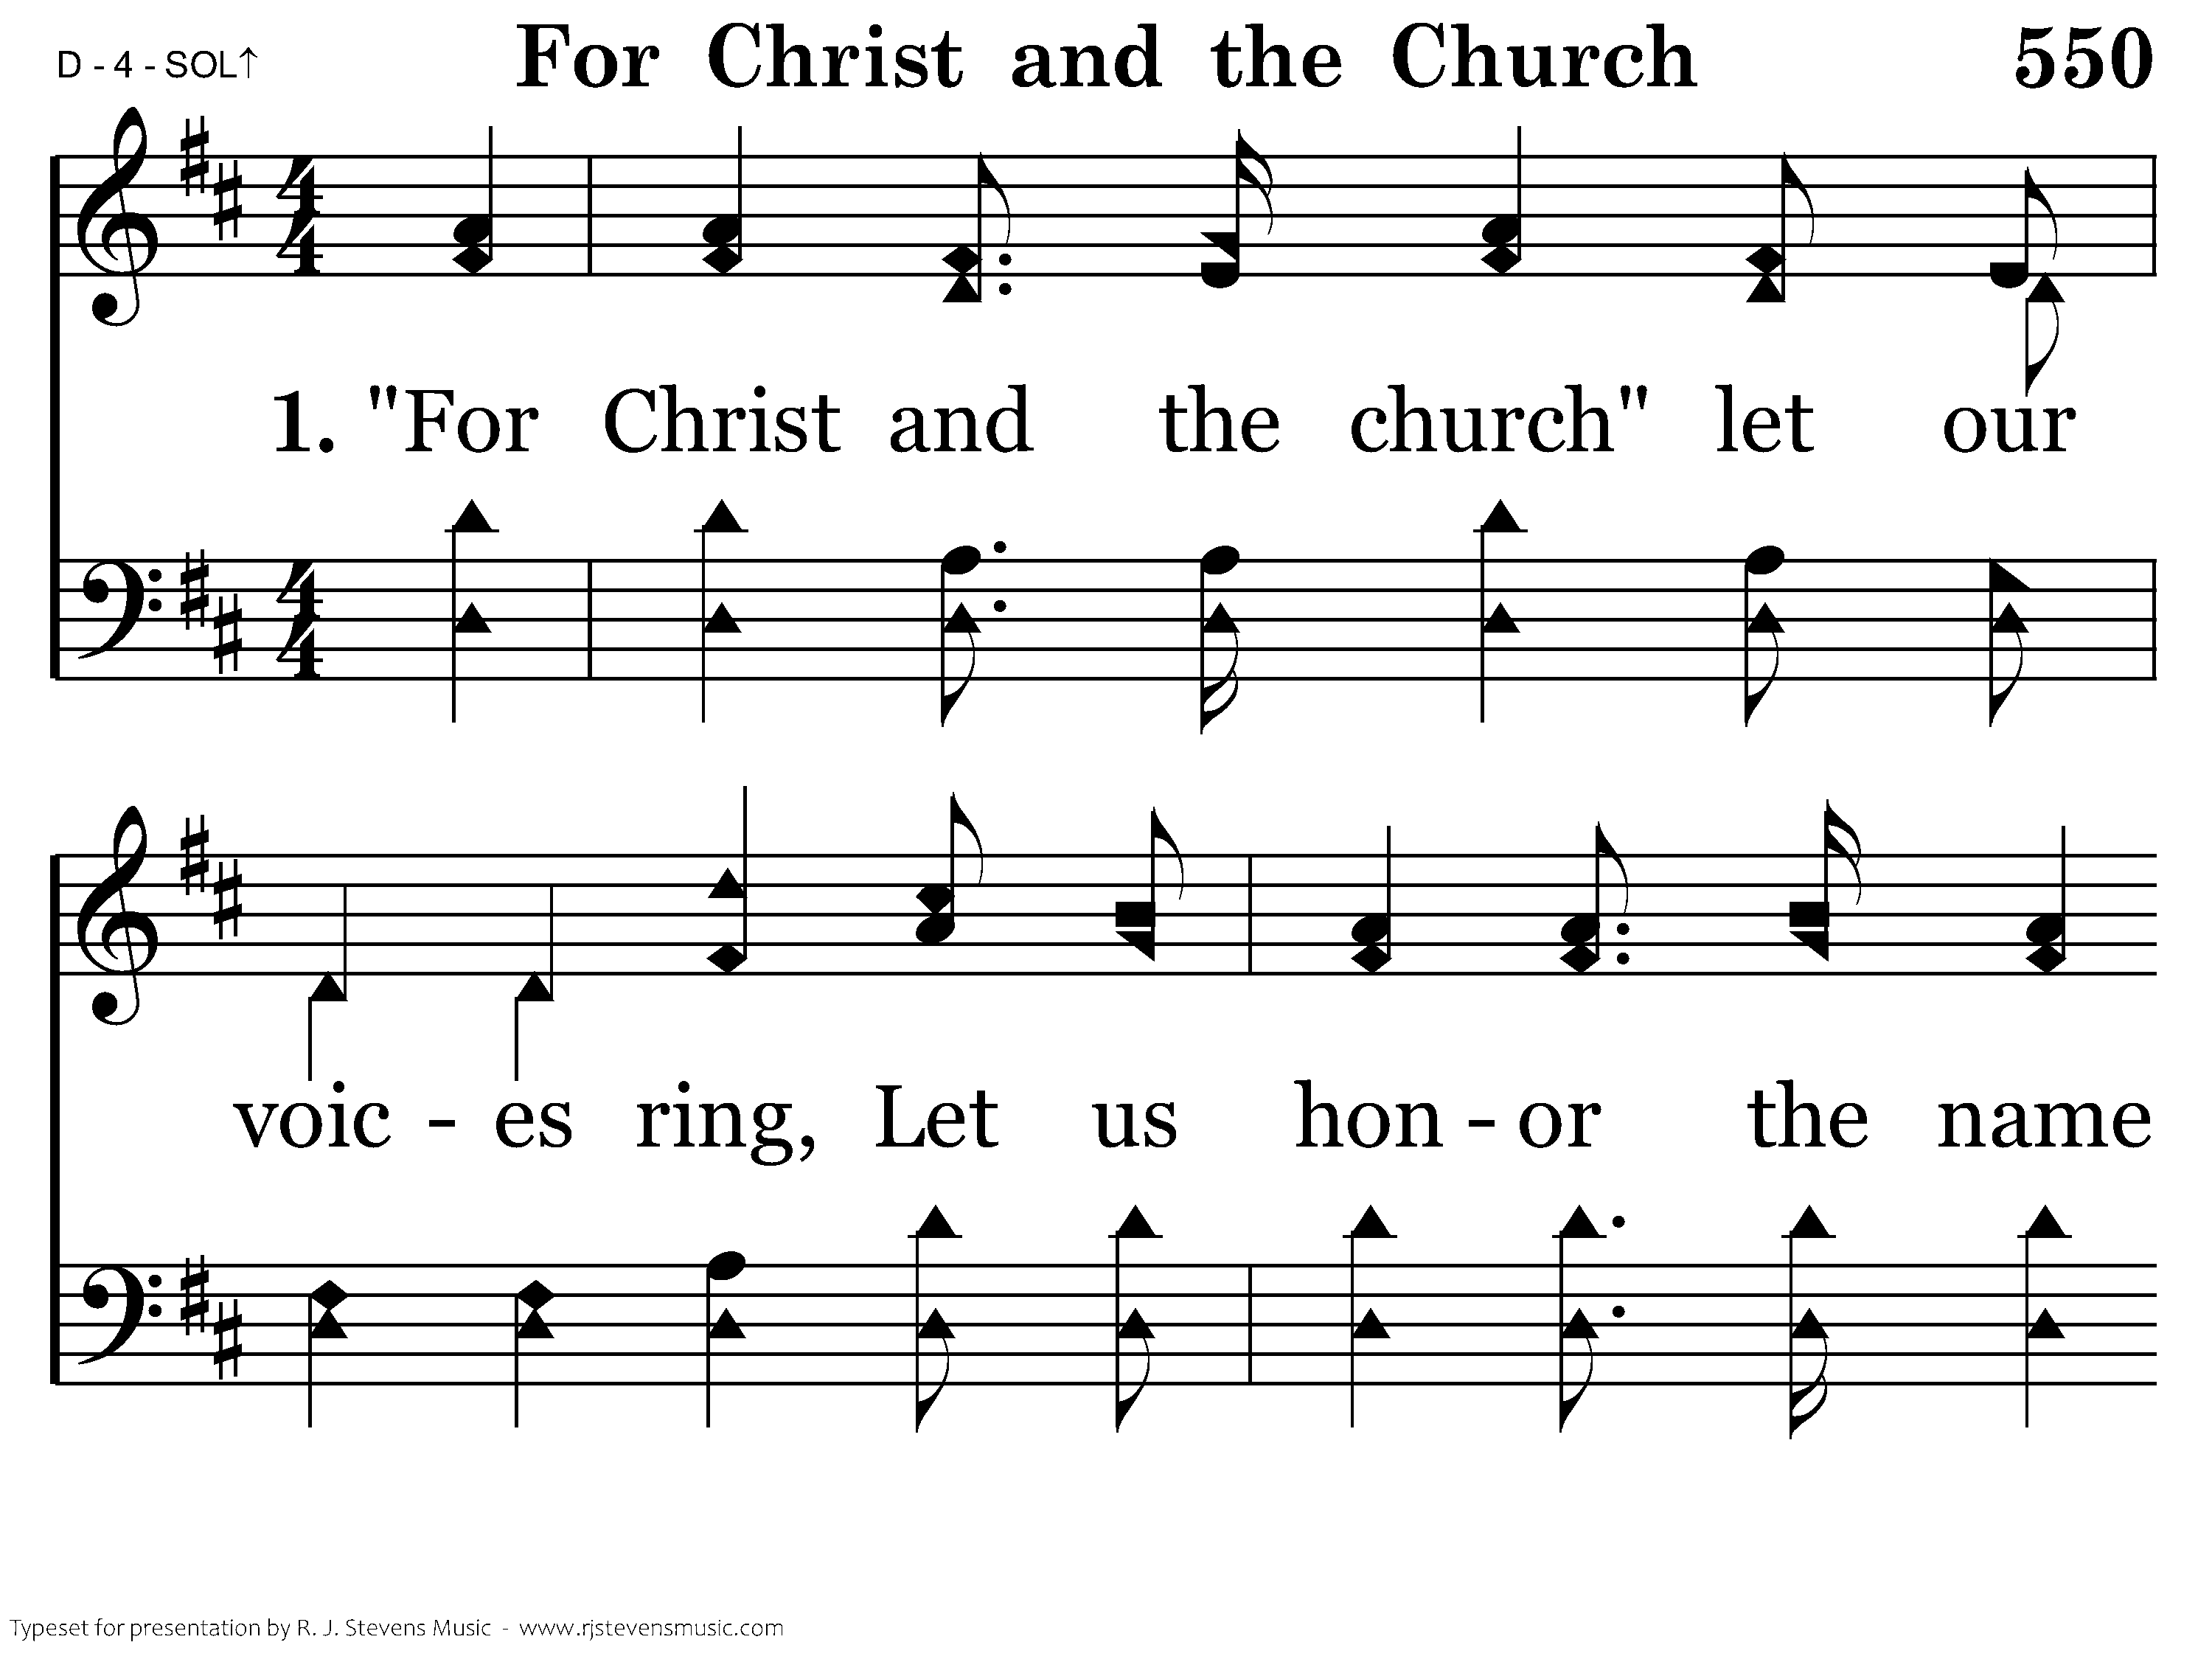 D - 4 - SOL↑ For Christ and the Church 550
1. "For Christ and the church" let our
voic - es ring, Let us hon - or the name
Typeset for presentation by R. J. Stevens Music - www.rjstevensmusic.com